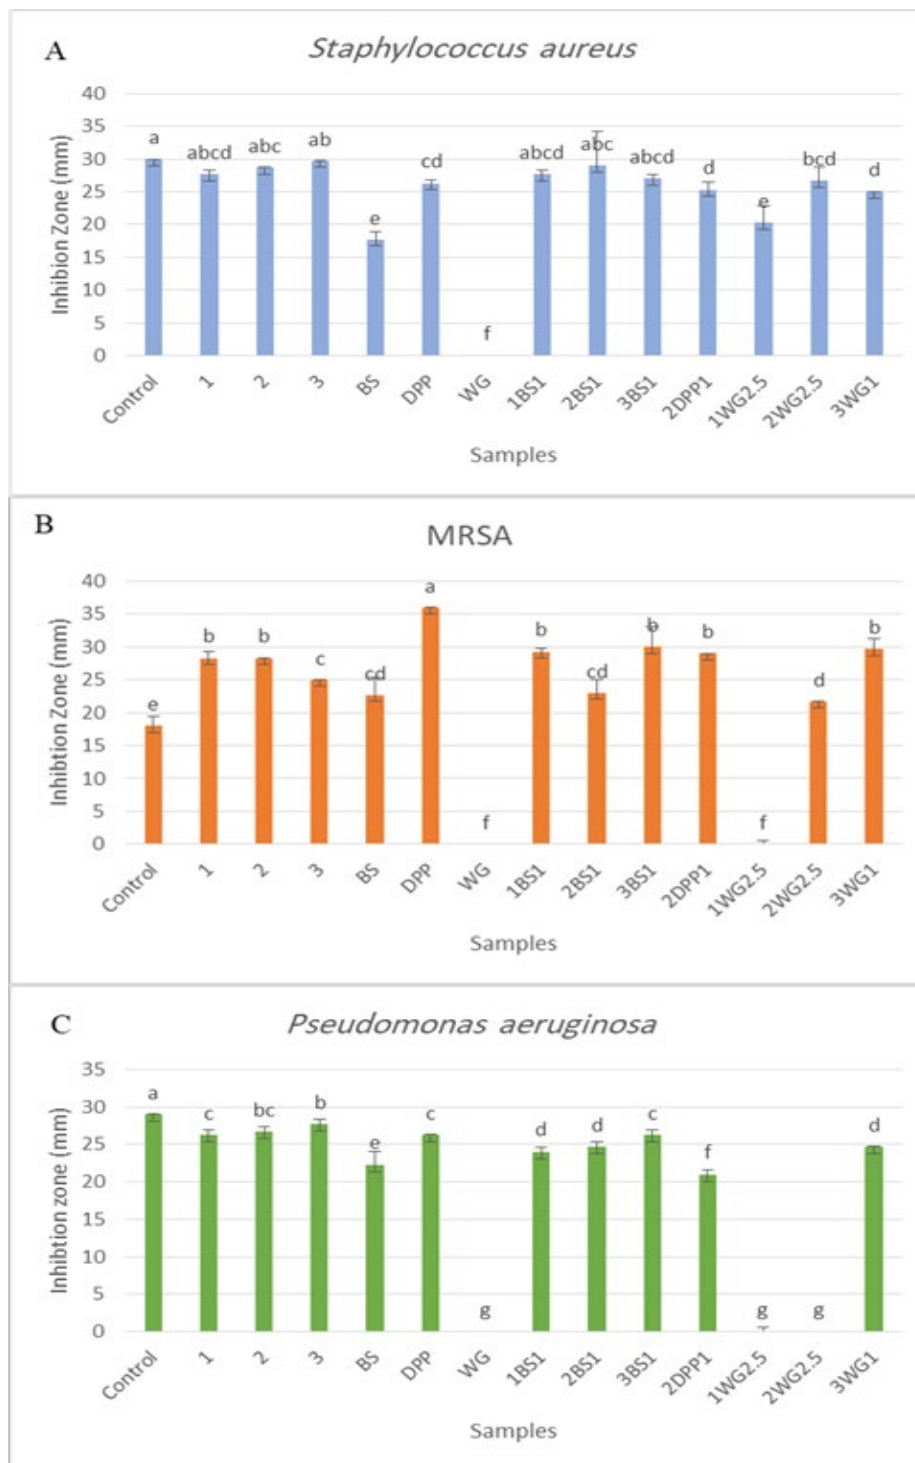 A
Staphylococcus aureus
Inhibion Zone (mm)
40
35
30
25
20
15
10
5
0
a
abcd
abc
ab
e
cd
f
abcd
abc
abcd
d
e
bcd
d
Control
1
2
3
BS
DPP
WG
1BS1
2BS1
3BS1
2DPP1
1WG2.5
2WG2.5
3WG1
Samples
B
MRSA
Inhibtion Zone (mm)
40
35
30
25
20
15
10
5
0
e
b
b
c
cd
a
f
b
cd
b
b
f
d
b
Control
1
2
3
BS
DPP
WG
1BS1
2BS1
3BS1
2DPP1
1WG2.5
2WG2.5
3WG1
Samples
C
Pseudomonas aeruginosa
Inhibtion zone (mm)
35
30
25
20
15
10
5
0
a
c
bc
b
e
c
g
d
d
c
f
g
g
d
Control
1
2
3
BS
DPP
WG
1BS1
2BS1
3BS1
2DPP1
1WG2.5
2WG2.5
3WG1
Samples